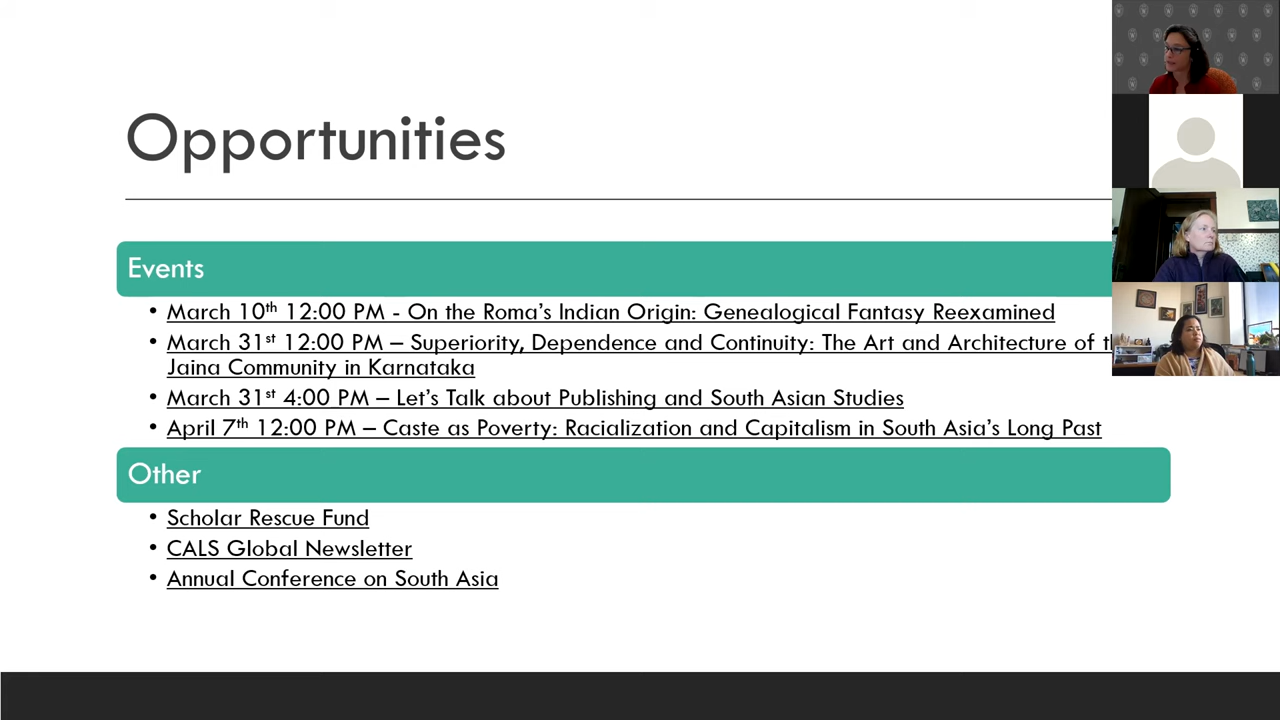 Opportunities
Events
• March 10th 12:00 PM - On the Roma's Indian Origin: Genealogical Fantasy Reexamined
• March 31st 12:00 PM – Superiority, Dependence and Continuity: The Art and Architecture of
Jaina Community in Karnataka
• March 31st 4:00 PM – Let's Talk about Publishing and South Asian Studies
• April 7th 12:00 PM – Caste as Poverty: Racialization and Capitalism in South Asia's Long Past
Other
• Scholar Rescue Fund
• CALS Global Newsletter
• Annual Conference on South Asia